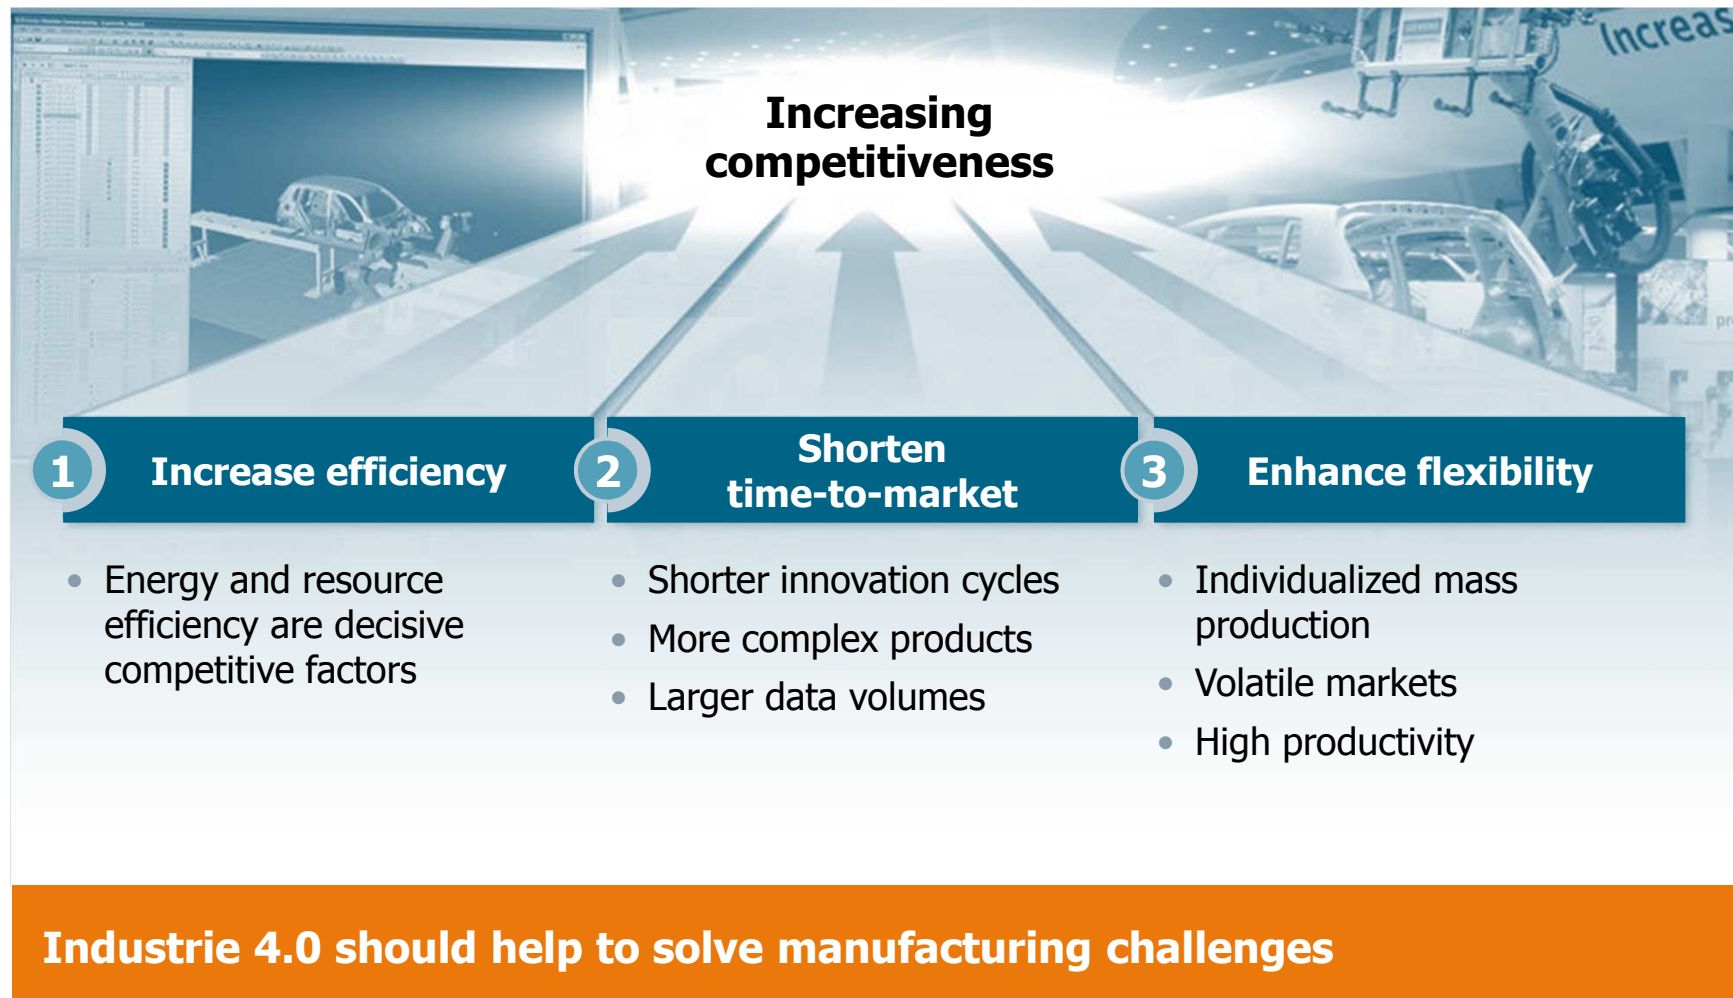 Increas
Increasing
competitiveness
1
Increase efficiency
2
Shorten
time-to-market
3
Enhance flexibility
• Energy and resource
efficiency are decisive
competitive factors
• Shorter innovation cycles
• More complex products
• Larger data volumes
• Individualized mass
production
• Volatile markets
• High productivity
Industrie 4.0 should help to solve manufacturing challenges